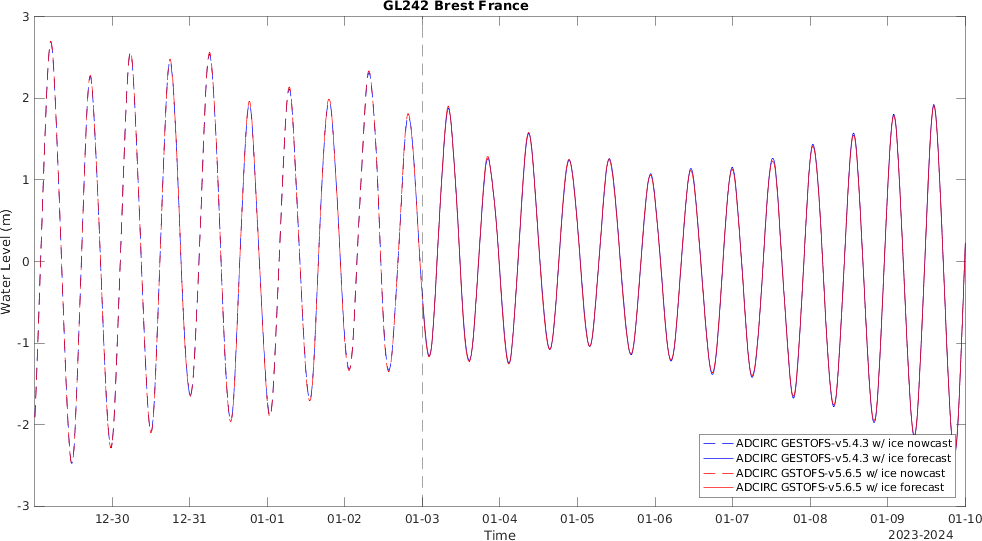 GL242 Brest France
3
2
1
0
-1
-2
-3
Water Level (m)
ADCIRC GESTOFS-v5.4.3 w/ ice nowcast
ADCIRC GESTOFS-v5.4.3 w/ ice forecast
ADCIRC GSTOFS-v5.6.5 w/ ice nowcast
ADCIRC GSTOFS-v5.6.5 w/ ice forecast
12-30 12-31 01-01 01-02 01-03 01-04 01-05 01-06 01-07 01-08 01-09 01-10
Time
2023-2024